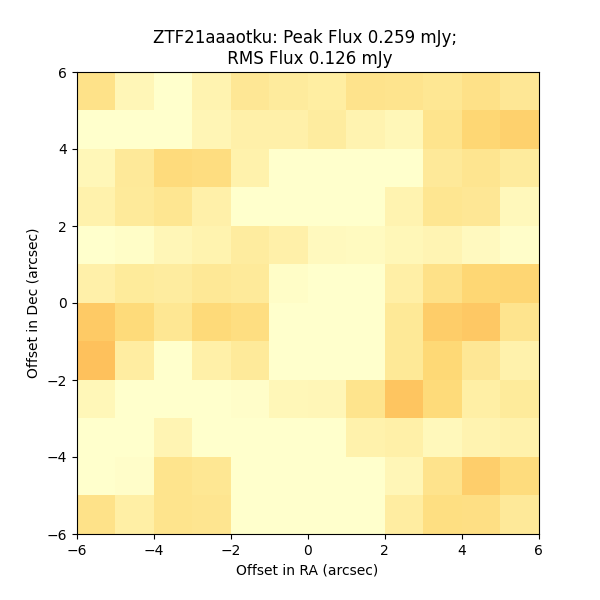 ZTF21aaaotku: Peak Flux 0.259 mJy;
RMS Flux 0.126 mJy
6
4
2
0
−2
−4
−6
Offset in Dec (arcsec)
−6 −4 −2 0 2 4 6
Offset in RA (arcsec)